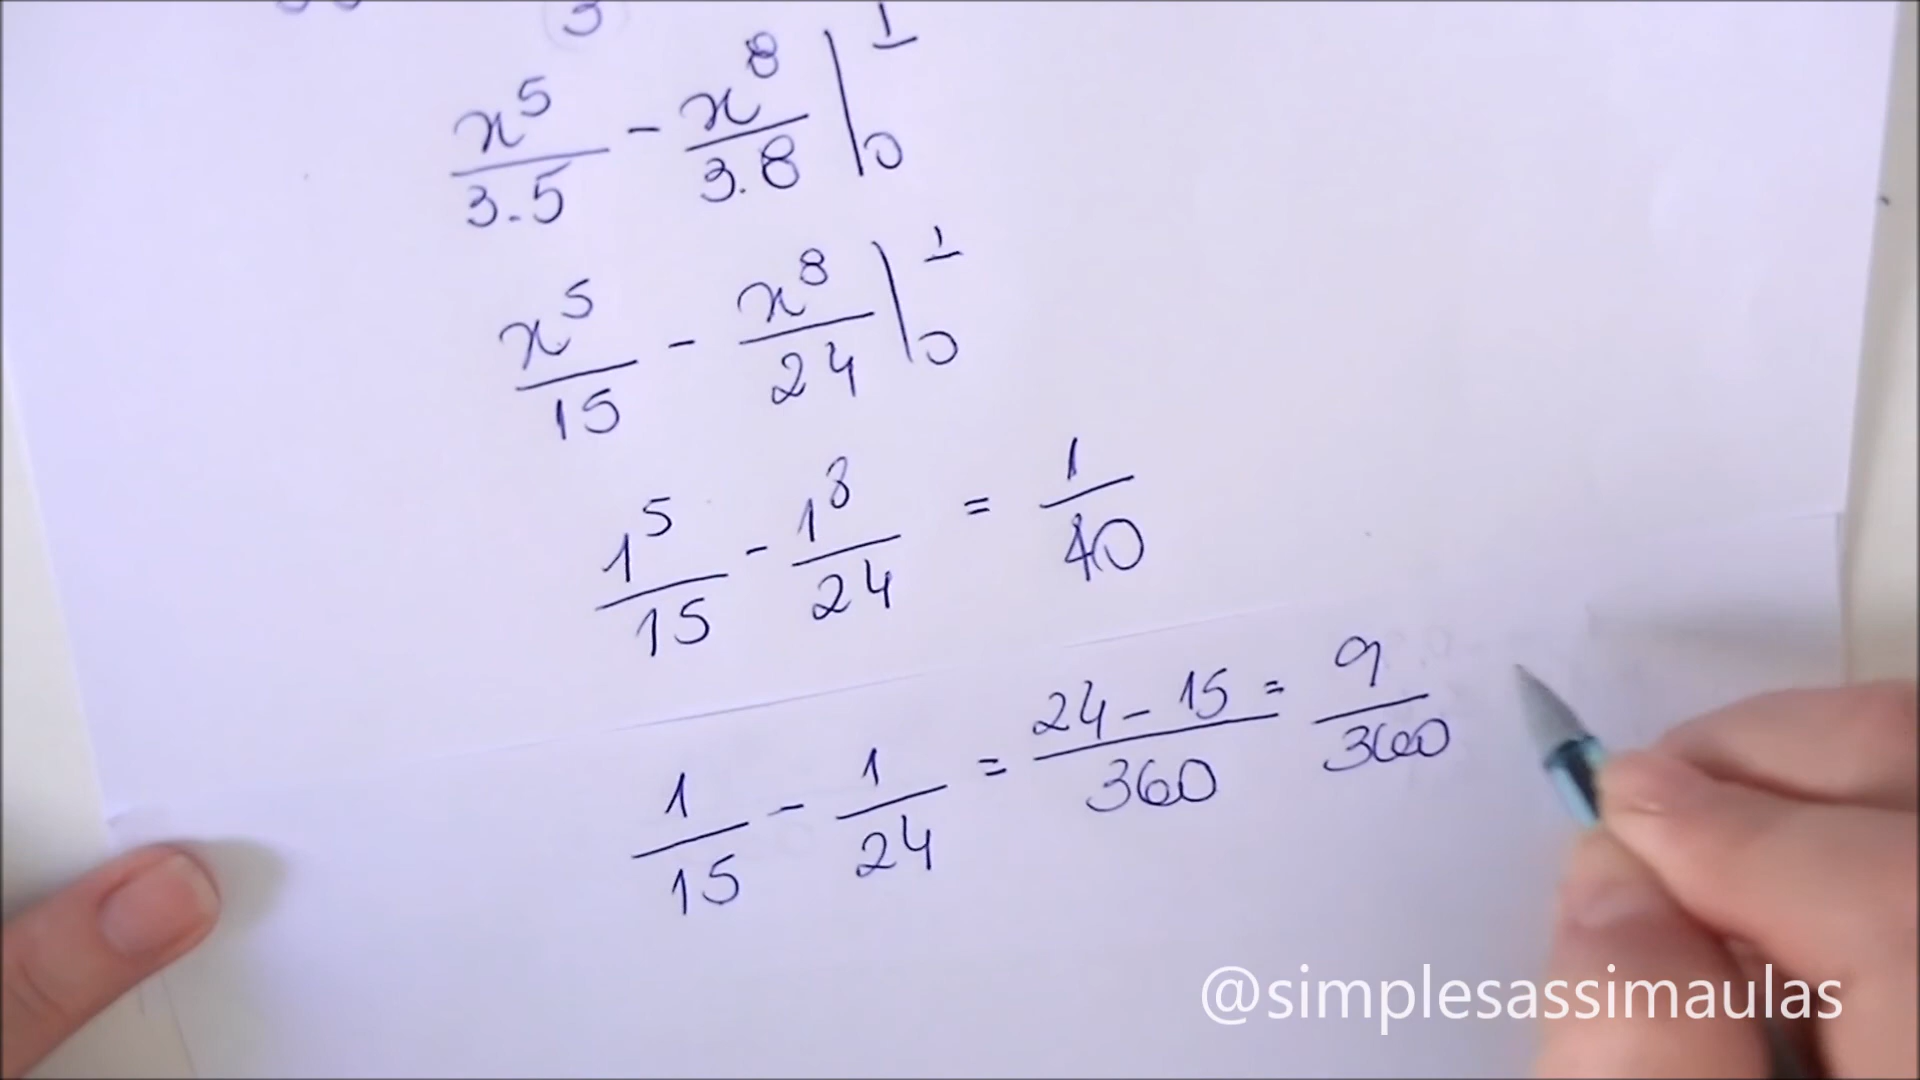 3
x^5/3.5 - x^8/3.8 |_0^1
x^5/15 - x^8/24 |_0^1
1^5/15 - 1^8/24 = 1/40
1/15 - 1/24 = 24-15/360 = 9/360
@simplesassimaulas